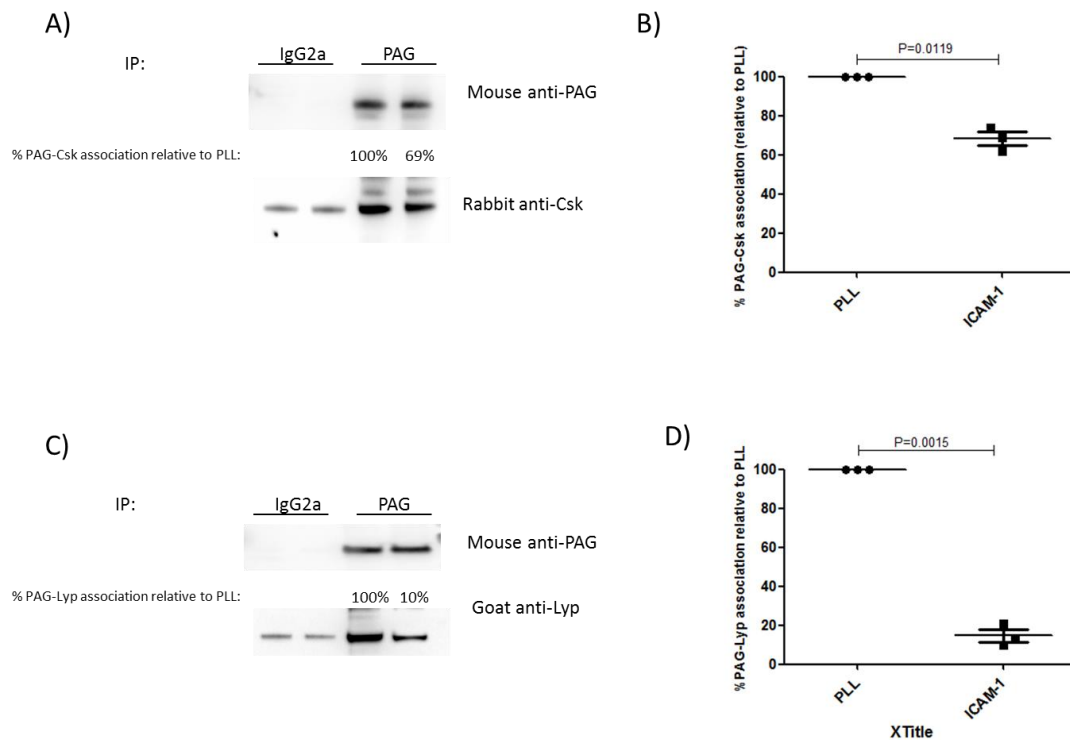 A)
IgG2a PAG
IP:
Mouse anti-PAG
% PAG-Csk association relative to PLL: 100% 69%
Rabbit anti-Csk
B)
P=0.0119
% PAG-Csk association (relative to PLL)
100
80
60
40
20
0
PLL
ICAM-1
C)
IP: IgG2a PAG
Mouse anti-PAG
% PAG-Lyp association relative to PLL: 100% 10%
Goat anti-Lyp
D)
P=0.0015
% PAG-Lyp association relative to PLL
100
80
60
40
20
0
PLL
ICAM-1
XTitle